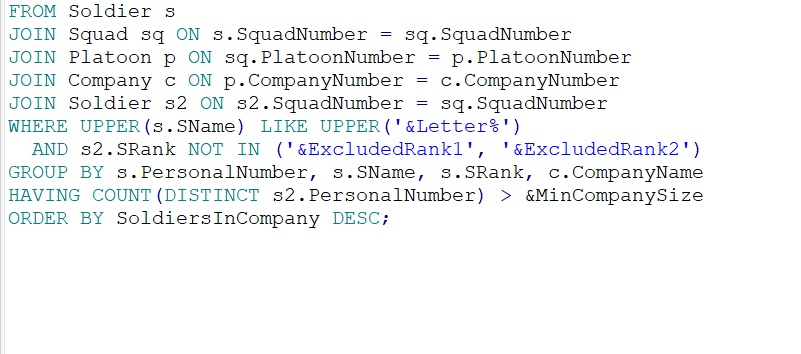 FROM Soldier s
JOIN Squad sq ON s.SquadNumber = sq.SquadNumber
JOIN Platoon p ON sq.PlatoonNumber = p.PlatoonNumber
JOIN Company c ON p.CompanyNumber = c.CompanyNumber
JOIN Soldier s2 ON s2.SquadNumber = sq.SquadNumber
WHERE UPPER(s.SName) LIKE UPPER('&Letter%')
  AND s2.SRank NOT IN ('&ExcludedRank1', '&ExcludedRank2')
GROUP BY s.PersonalNumber, s.SName, s.SRank, c.CompanyName
HAVING COUNT(DISTINCT s2.PersonalNumber) > &MinCompanySize
ORDER BY SoldiersInCompany DESC;